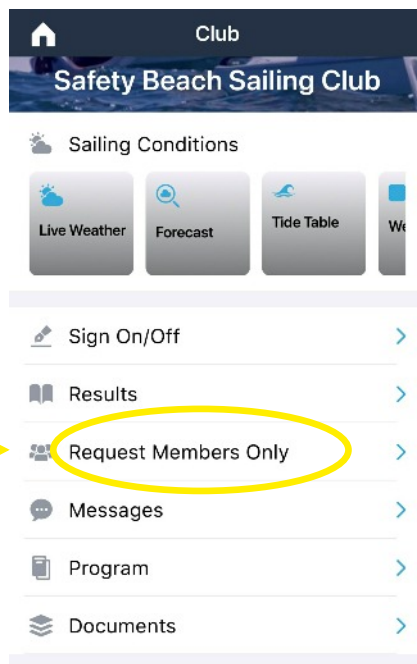 Club
Safety Beach Sailing Club
Sailing Conditions
Live Weather
Forecast
Tide Table
We
Sign On/Off
Results
Request Members Only
Messages
Program
Documents